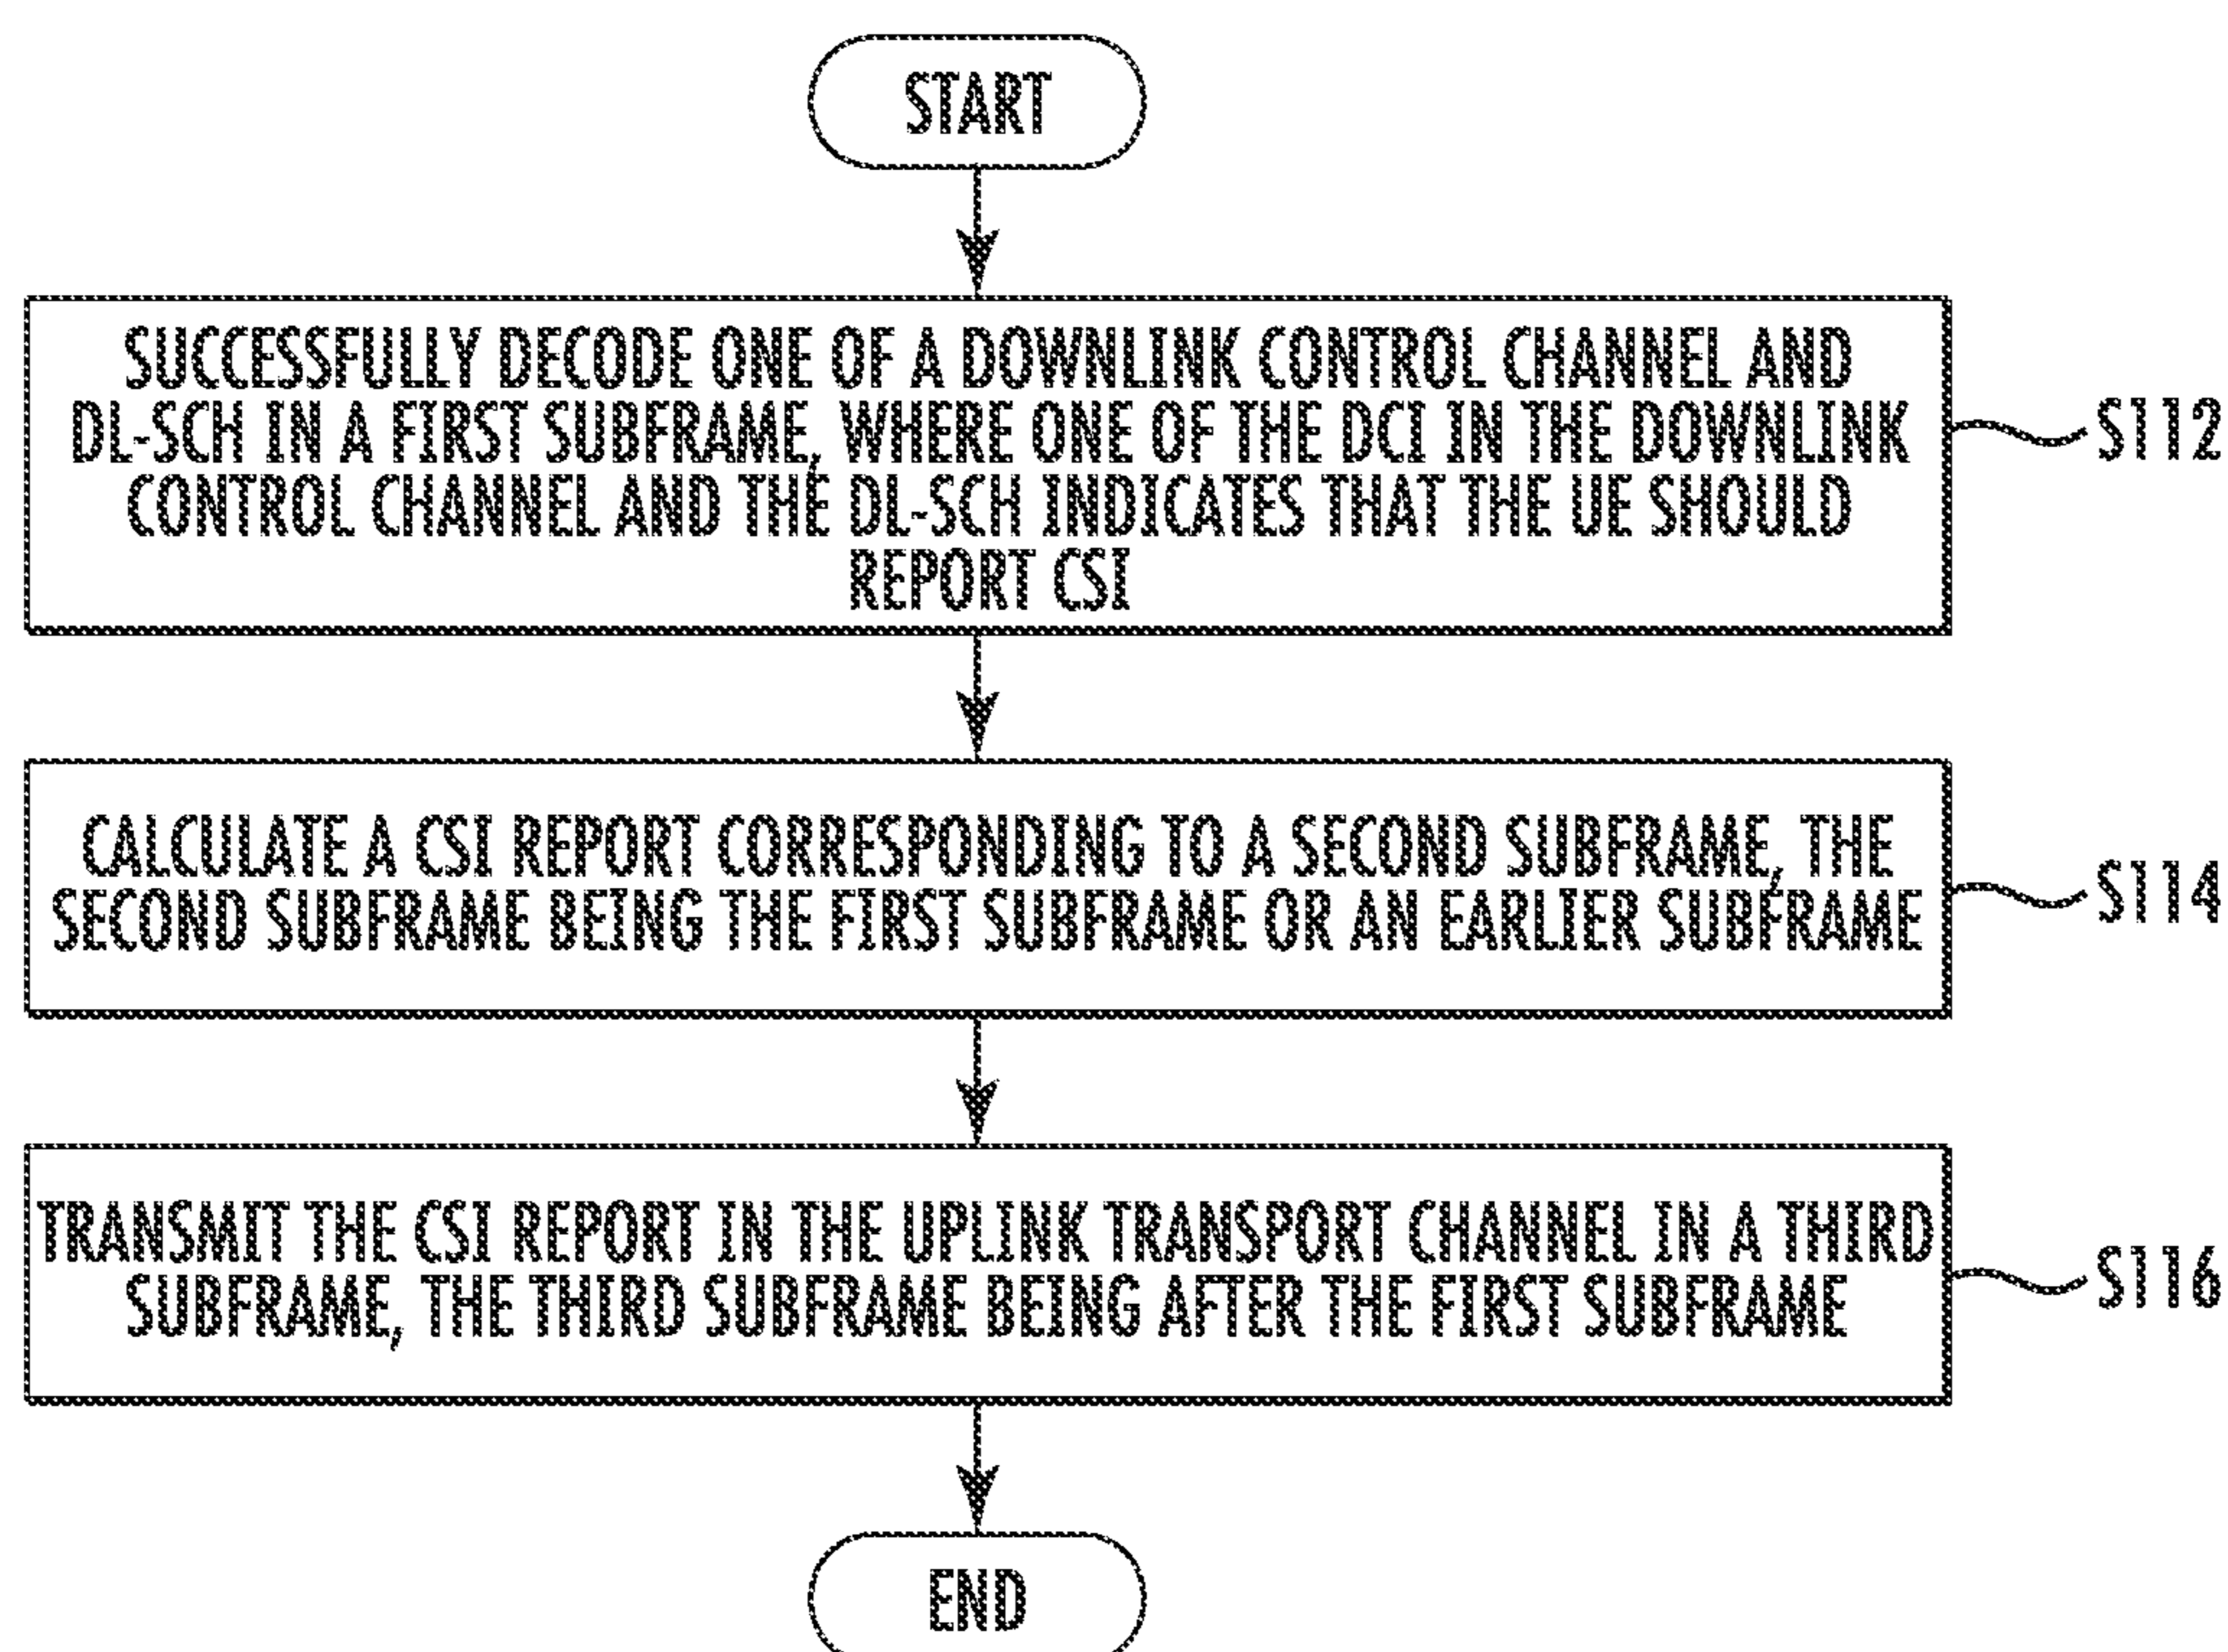 START
SUCCESSFULLY DECODE ONE OF A DOWNLINK CONTROL CHANNEL AND
DL-SCH IN A FIRST SUBFRAME, WHERE ONE OF THE DCI IN THE DOWNLINK
CONTROL CHANNEL AND THE DL-SCH INDICATES THAT THE UE SHOULD
REPORT CSI
S112
CALCULATE A CSI REPORT CORRESPONDING TO A SECOND SUBFRAME, THE
SECOND SUBFRAME BEING THE FIRST SUBFRAME OR AN EARLIER SUBFRAME
S114
TRANSMIT THE CSI REPORT IN THE UPLINK TRANSPORT CHANNEL IN A THIRD
SUBFRAME, THE THIRD SUBFRAME BEING AFTER THE FIRST SUBFRAME
S116
END